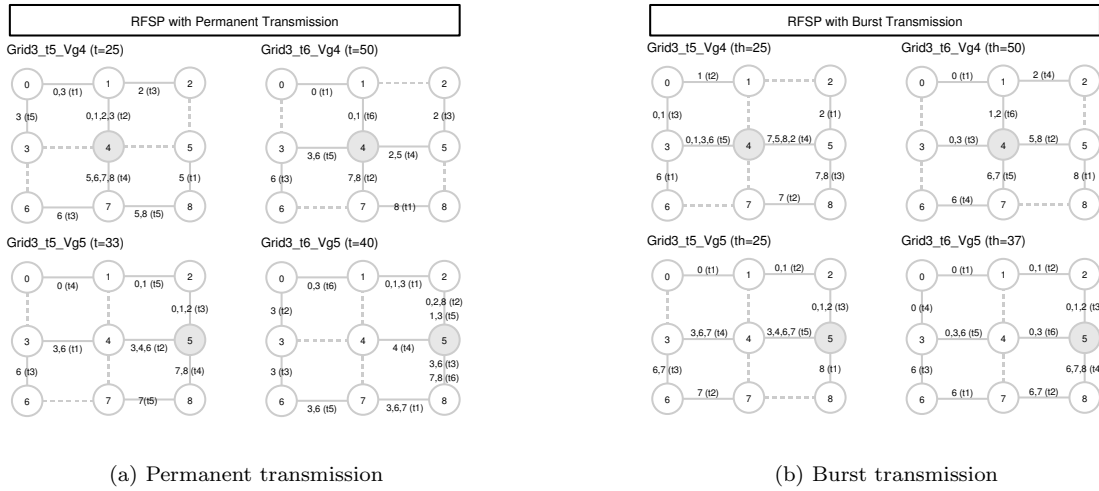 RFSP with Permanent Transmission
Grid3_t5_Vg4 (t=25)
0
0,3 (t1)
1
2 (t3)
2
3 (t5)
0,1,2,3 (t2)
3
4
5
5,6,7,8 (t4)
5 (t1)
6
6 (t3)
7
5,8 (t5)
8
Grid3_t6_Vg4 (t=50)
0
0 (t1)
1
2
0,1 (t6)
2 (t3)
3
3,6 (t5)
4
2,5 (t4)
5
6 (t3)
7,8 (t2)
6
7
8 (t1)
8
Grid3_t5_Vg5 (t=33)
0
0 (t4)
1
0,1 (t5)
2
0,1,2 (t3)
3
3,6 (t1)
4
3,4,6 (t2)
5
6 (t3)
7,8 (t4)
6
7
7(t5)
8
Grid3_t6_Vg5 (t=40)
0
0,3 (t6)
1
0,1,3 (t1)
2
3 (t2)
0,2,8 (t2)
1,3 (t5)
3
4
4 (t4)
5
3 (t3)
3,6 (t3)
7,8 (t6)
6
3,6 (t5)
7
3,6,7 (t1)
8
(a) Permanent transmission
RFSP with Burst Transmission
Grid3_t5_Vg4 (th=25)
0
1 (t2)
1
2
0,1 (t3)
2 (t1)
3
0,1,3,6 (t5)
4
7,5,8,2 (t4)
5
6 (t1)
7,8 (t3)
6
7
7 (t2)
8
Grid3_t6_Vg4 (th=50)
0
0 (t1)
1
2 (t4)
2
1,2 (t6)
3
0,3 (t3)
4
5,8 (t2)
5
6,7 (t5)
8 (t1)
6
6 (t4)
7
8
Grid3_t5_Vg5 (th=25)
0
0 (t1)
1
0,1 (t2)
2
0,1,2 (t3)
3
3,6,7 (t4)
4
3,4,6,7 (t5)
5
6,7 (t3)
8 (t1)
6
7 (t2)
7
8
Grid3_t6_Vg5 (th=37)
0
0 (t1)
1
0,1 (t2)
2
0 (t4)
0,1,2 (t3
3
0,3,6 (t5)
4
0,3 (t6)
5
6 (t3)
6,7,8 (t4
6
6 (t1)
7
6,7 (t2)
8
(b) Burst transmission